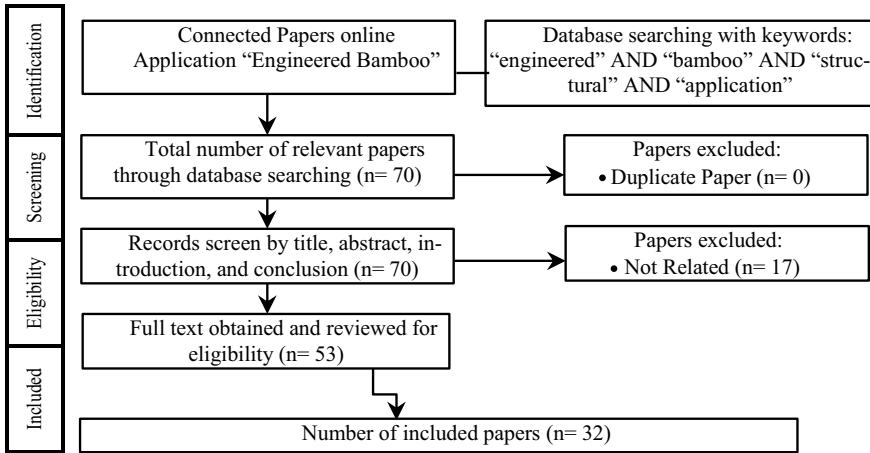 Identification
Connected Papers online
Application “Engineered Bamboo”
Database searching with keywords:
“engineered” AND “bamboo” AND “struc-
tural” AND “application”
Screening
Total number of relevant papers
through database searching (n= 70)
Papers excluded:
• Duplicate Paper (n= 0)
Eligibility
Records screen by title, abstract, in-
troduction, and conclusion (n= 70)
Papers excluded:
• Not Related (n= 17)
Full text obtained and reviewed for
eligibility (n= 53)
Included
Number of included papers (n= 32)